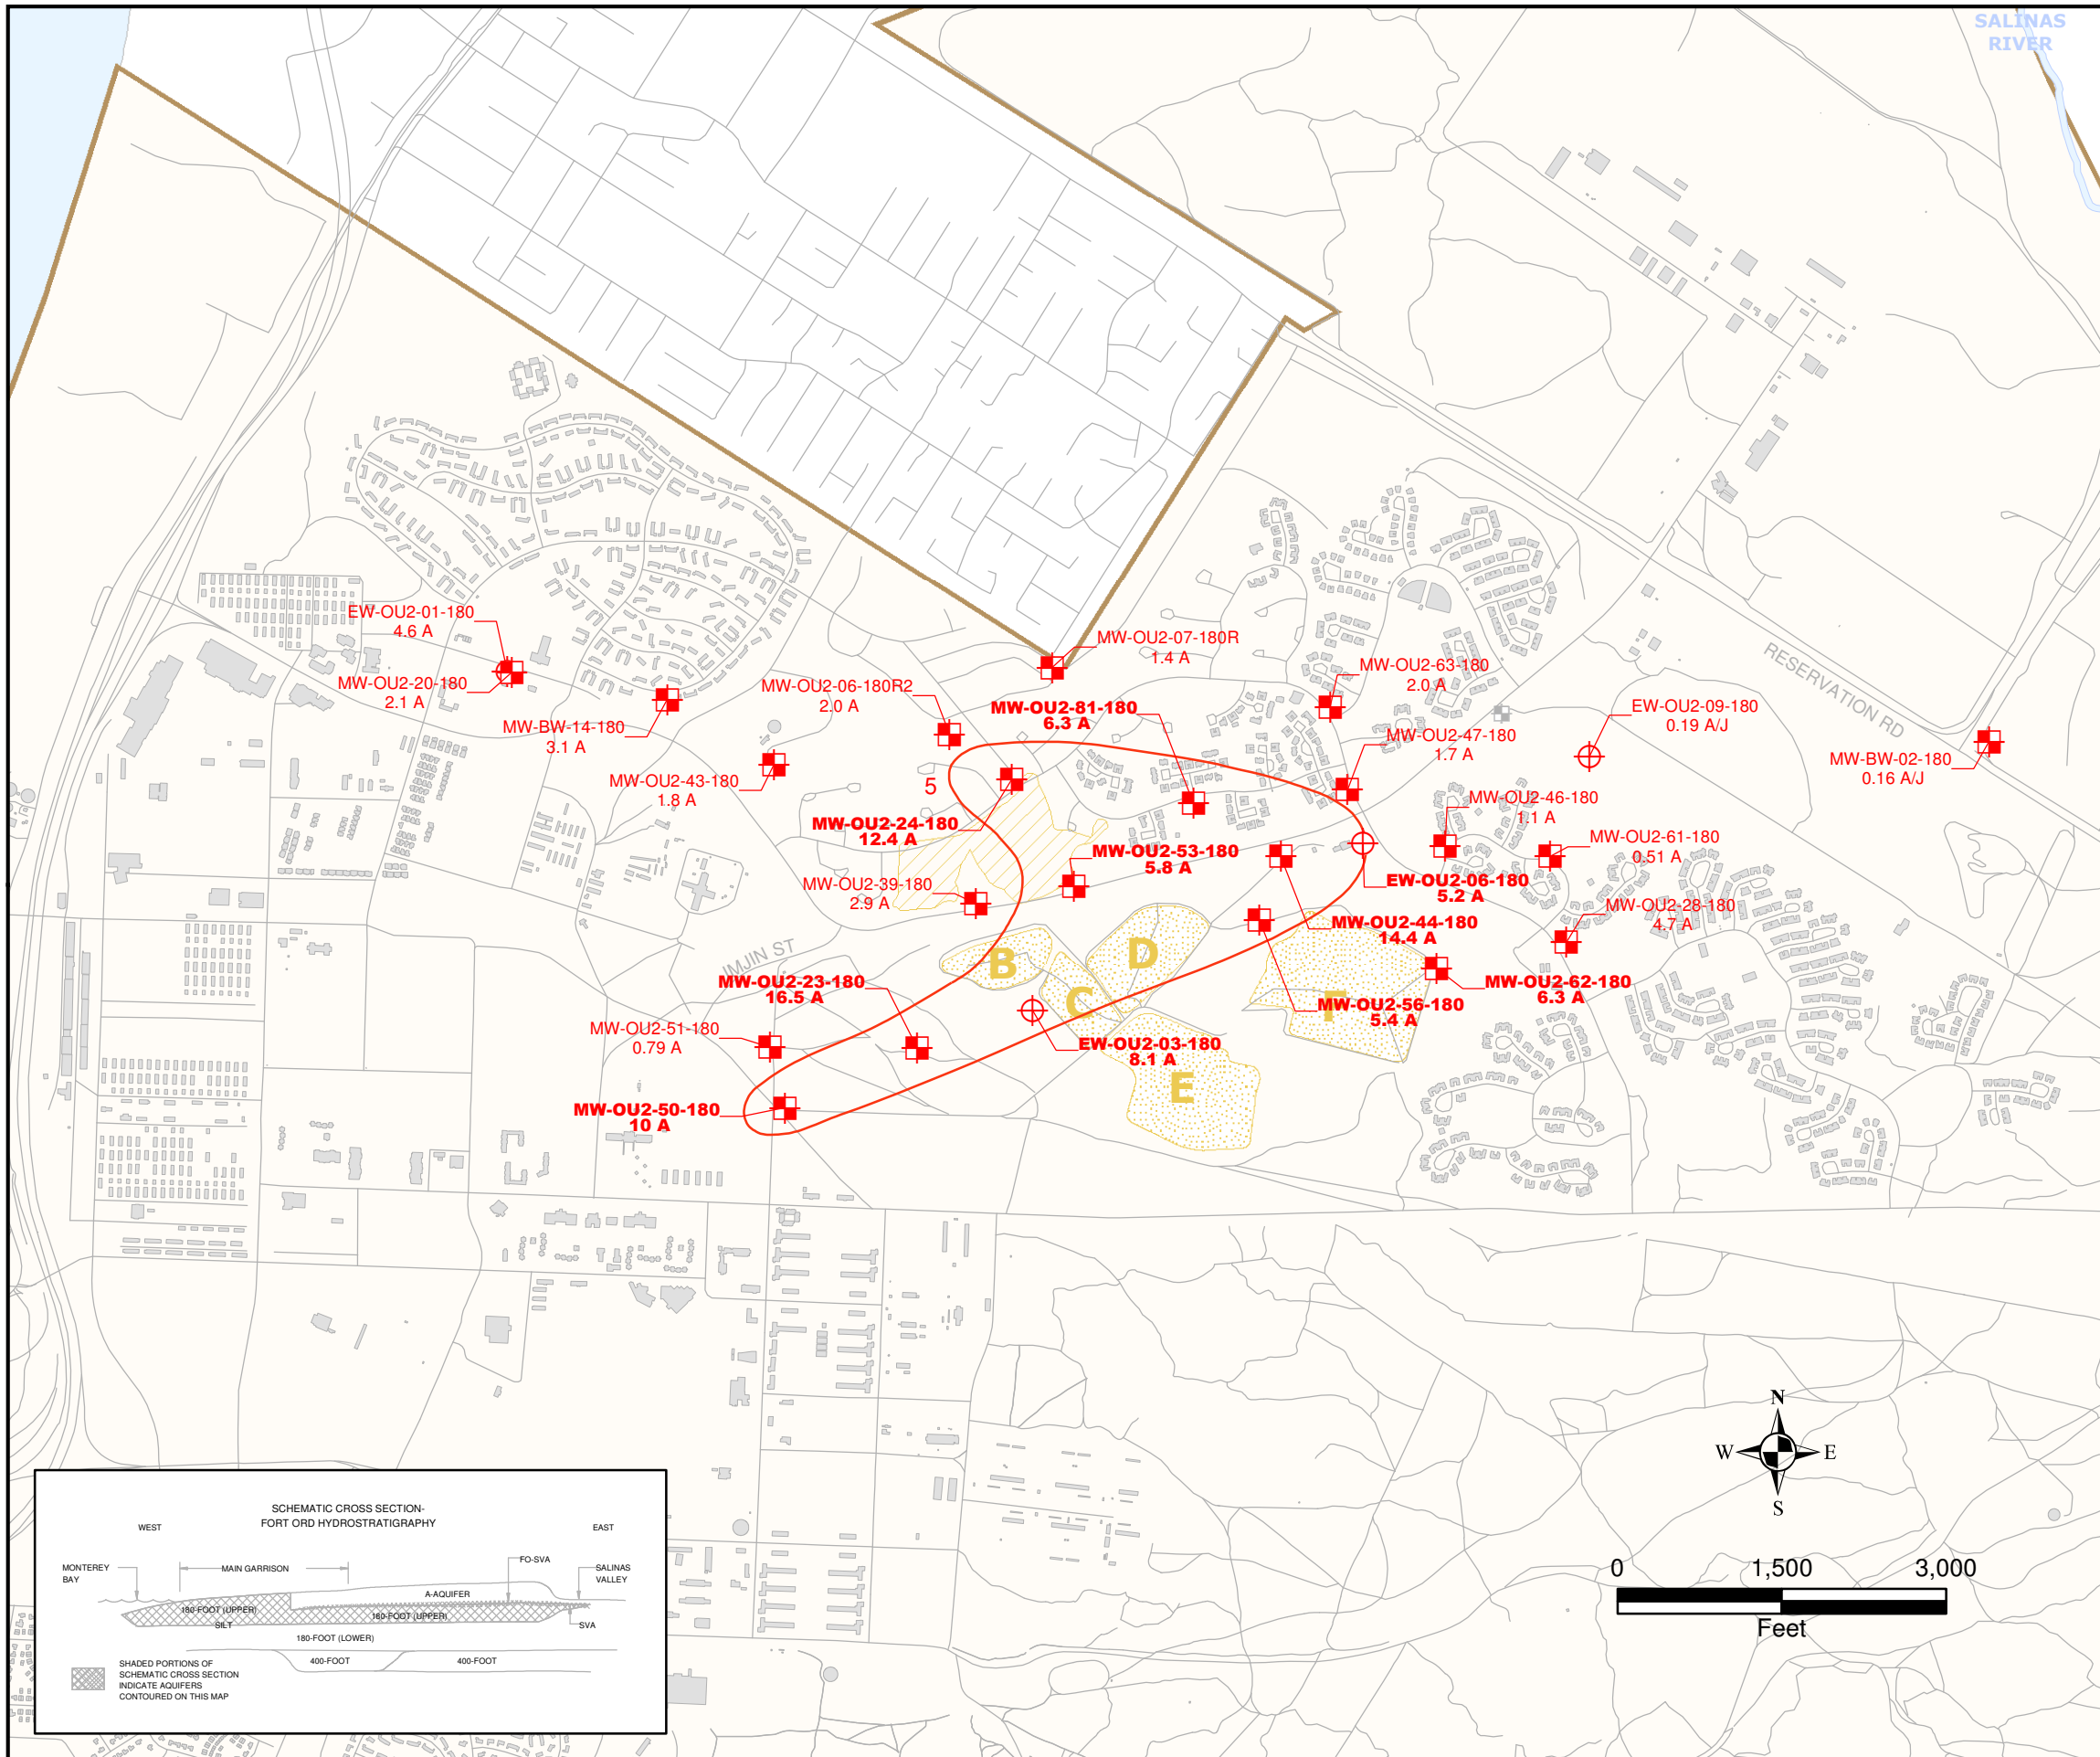 SALINAS
RIVER
EW-OU2-01-180
4.6 A
MW-OU2-20-180
2.1 A
MW-BW-14-180
3.1 A
MW-OU2-43-180
1.8 A
MW-OU2-06-180R2
2.0 A
MW-OU2-07-180R
1.4 A
MW-OU2-81-180
6.3 A
MW-OU2-63-180
2.0 A
MW-OU2-47-180
1.7 A
EW-OU2-09-180
0.19 A/J
RESERVATION RD
MW-BW-02-180
0.16 A/J
5
MW-OU2-24-180
12.4 A
MW-OU2-46-180
1.1 A
MW-OU2-61-180
0.51 A
MW-OU2-53-180
5.8 A
MW-OU2-39-180
2.9 A
EW-OU2-06-180
5.2 A
MW-OU2-28-180
4.7 A
MW-OU2-44-180
14.4 A
IMJIN ST
B
D
C
F
E
MW-OU2-23-180
16.5 A
MW-OU2-62-180
6.3 A
MW-OU2-56-180
5.4 A
MW-OU2-51-180
0.79 A
EW-OU2-03-180
8.1 A
MW-OU2-50-180
10 A
N
W
E
S
0 1,500 3,000
Feet
SCHEMATIC CROSS SECTION-
FORT ORD HYDROSTRATIGRAPHY
WEST
EAST
MONTEREY
BAY
MAIN GARRISON
FO-SVA
SALINAS
VALLEY
A-AQUIFER
180-FOOT (UPPER)
180-FOOT (UPPER)
SILT
SVA
180-FOOT (LOWER)
400-FOOT
400-FOOT
SHADED PORTIONS OF
SCHEMATIC CROSS SECTION
INDICATE AQUIFERS
CONTOURED ON THIS MAP